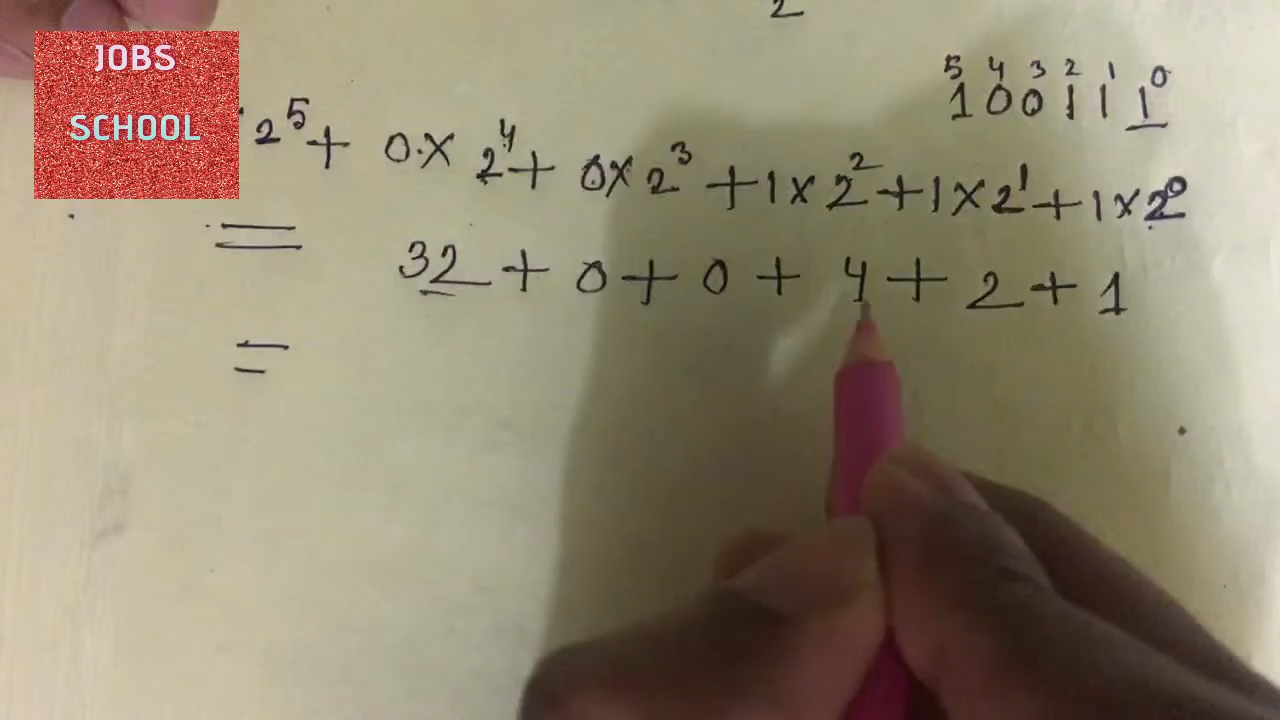 2
JOBS
SCHOOL
5 4 3 2 1 0
1 0 0 1 1 1
2⁵ + 0 × 2⁴ + 0 × 2³ + 1 × 2² + 1 × 2¹ + 1 × 2⁰
= 32 + 0 + 0 + 4 + 2 + 1
=